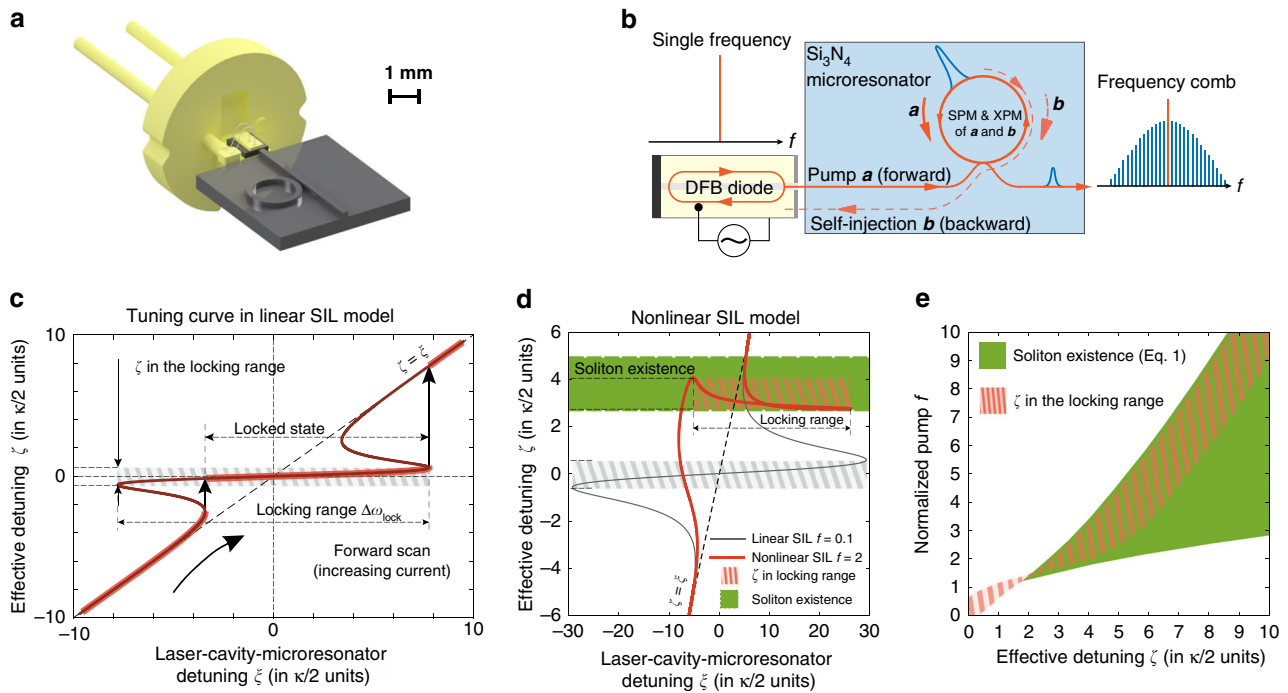 a
1 mm
b
Single frequency
f
Si₃N₄
microresonator
a
b
SPM & XPM
of a and b
Frequency comb
f
DFB diode
Pump a (forward)
Self-injection b (backward)
c
Tuning curve in linear SIL model
Effective detuning ζ (in κ/2 units)
10
0
−10
−10
0
10
ζ in the locking range
ζ = ξ
Locked state
Locking range Δω_lock
Forward scan
(increasing current)
Laser-cavity-microresonator
detuning ξ (in κ/2 units)
d
Nonlinear SIL model
Effective detuning ζ (in κ/2 units)
6
4
2
0
−2
−4
−6
−30
−20
−10
0
10
20
30
Soliton existence
Locking range
ζ = ξ
Linear SIL f = 0.1
Nonlinear SIL f = 2
ζ in locking range
Soliton existence
Laser-cavity-microresonator
detuning ξ (in κ/2 units)
e
Normalized pump f
10
9
8
7
6
5
4
3
2
1
0
Soliton existence (Eq. 1)
ζ in the locking range
0
1
2
3
4
5
6
7
8
9
10
Effective detuning ζ (in κ/2 units)